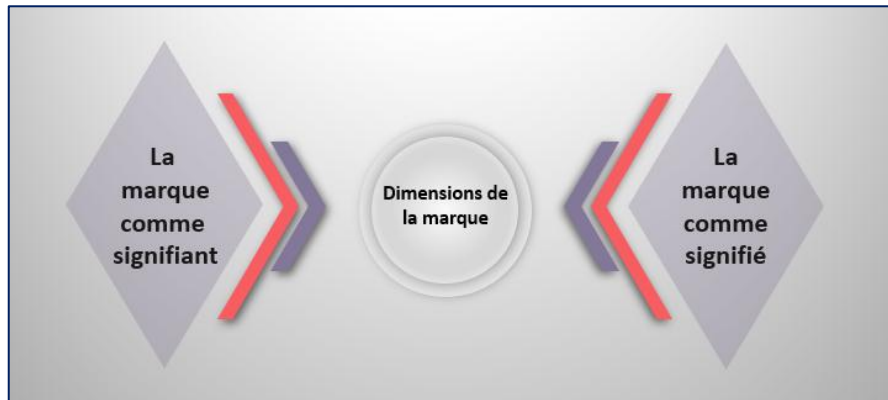 La
marque
comme
signifiant
Dimensions de
la marque
La
marque
comme
signifié